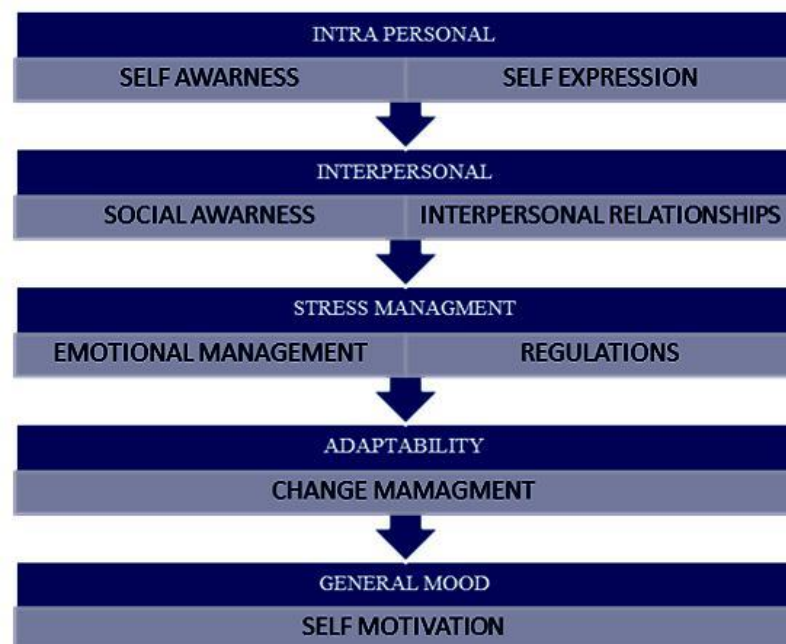 INTRA PERSONAL
SELF AWARNESS SELF EXPRESSION
INTERPERSONAL
SOCIAL AWARNESS INTERPERSONAL RELATIONSHIPS
STRESS MANAGMENT
EMOTIONAL MANAGEMENT REGULATIONS
ADAPTABILITY
CHANGE MAMAGMENT
GENERAL MOOD
SELF MOTIVATION